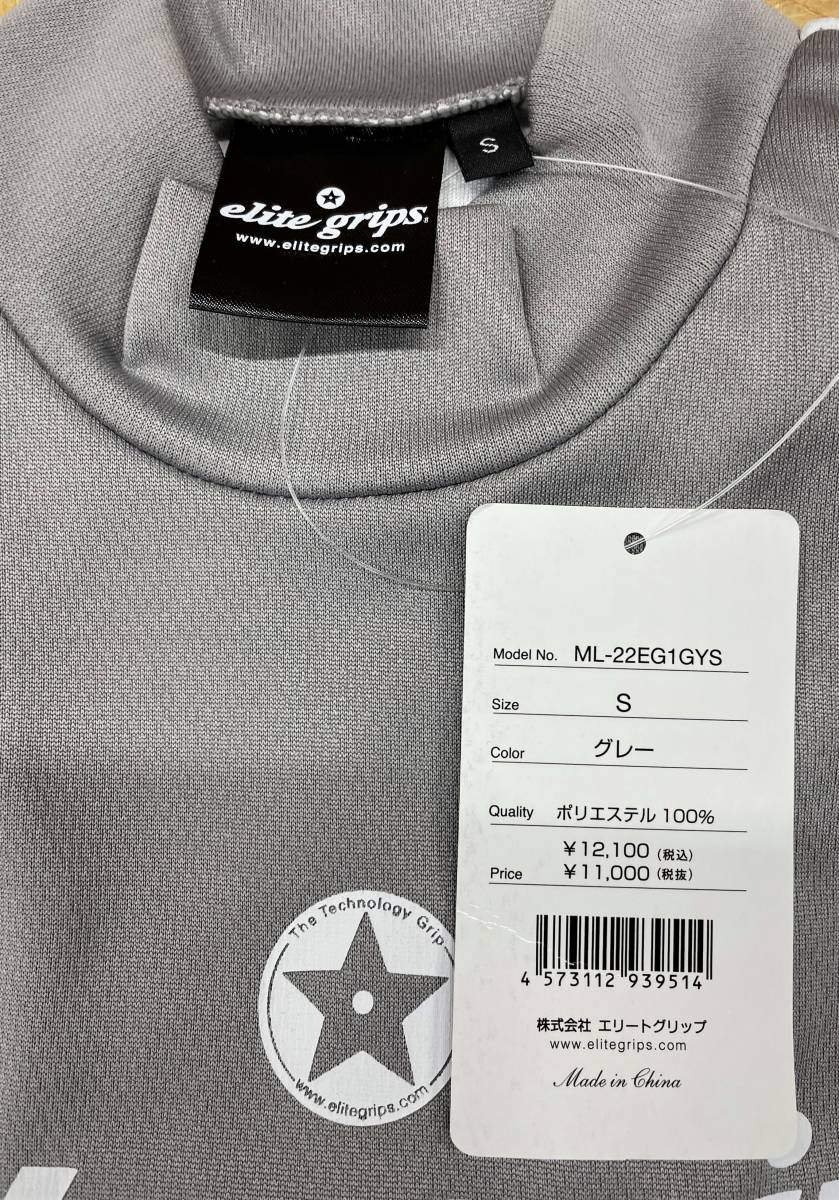 elite grips
www.elitegrips.com
S
Model No. ML-22EG1GYS
Size S
Color グレー
Quality ポリエステル 100%
￥12,100 (税込)
Price ￥11,000 (税抜)
4 573112 939514
株式会社 エリートグリップ
www.elitegrips.com
Made in China
The Technology Grip
www.elitegrips.com